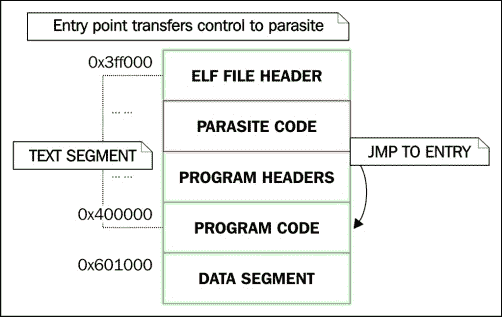 Entry point transfers control to parasite
0x3ff000
ELF FILE HEADER
... ...
PARASITE CODE
TEXT SEGMENT
JMP TO ENTRY
... ...
PROGRAM HEADERS
0x400000
PROGRAM CODE
0x601000
DATA SEGMENT